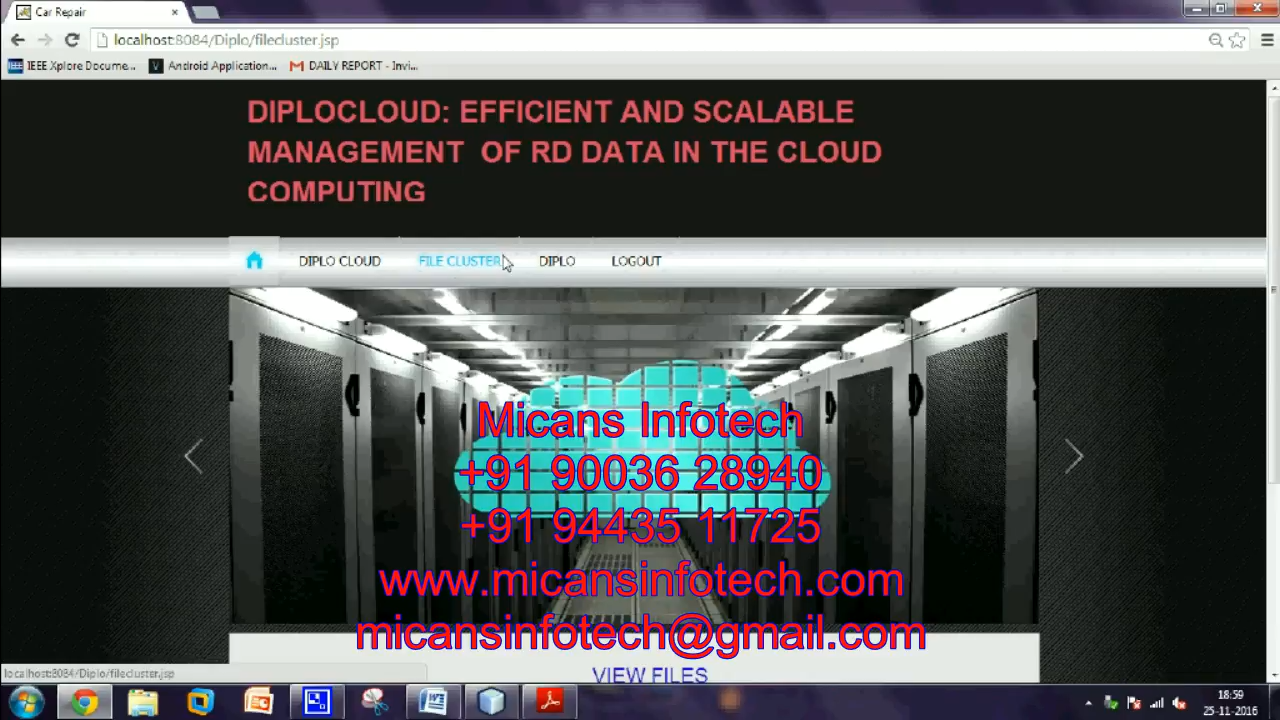 Car Repair
localhost:8084/Diplo/filecluster.jsp
IEEE Xplore Docume...
Android Application...
DAILY REPORT - Invi...
DIPLOCLOUD: EFFICIENT AND SCALABLE
MANAGEMENT OF RD DATA IN THE CLOUD
COMPUTING
DIPLO CLOUD
FILE CLUSTER
DIPLO
LOGOUT
Micans Infotech
+91 90036 28940
+91 94435 11725
www.micansinfotech.com
micansinfotech@gmail.com
VIEW FILES
localhost:8084/Diplo/filecluster.jsp
18:59
25-11-2016